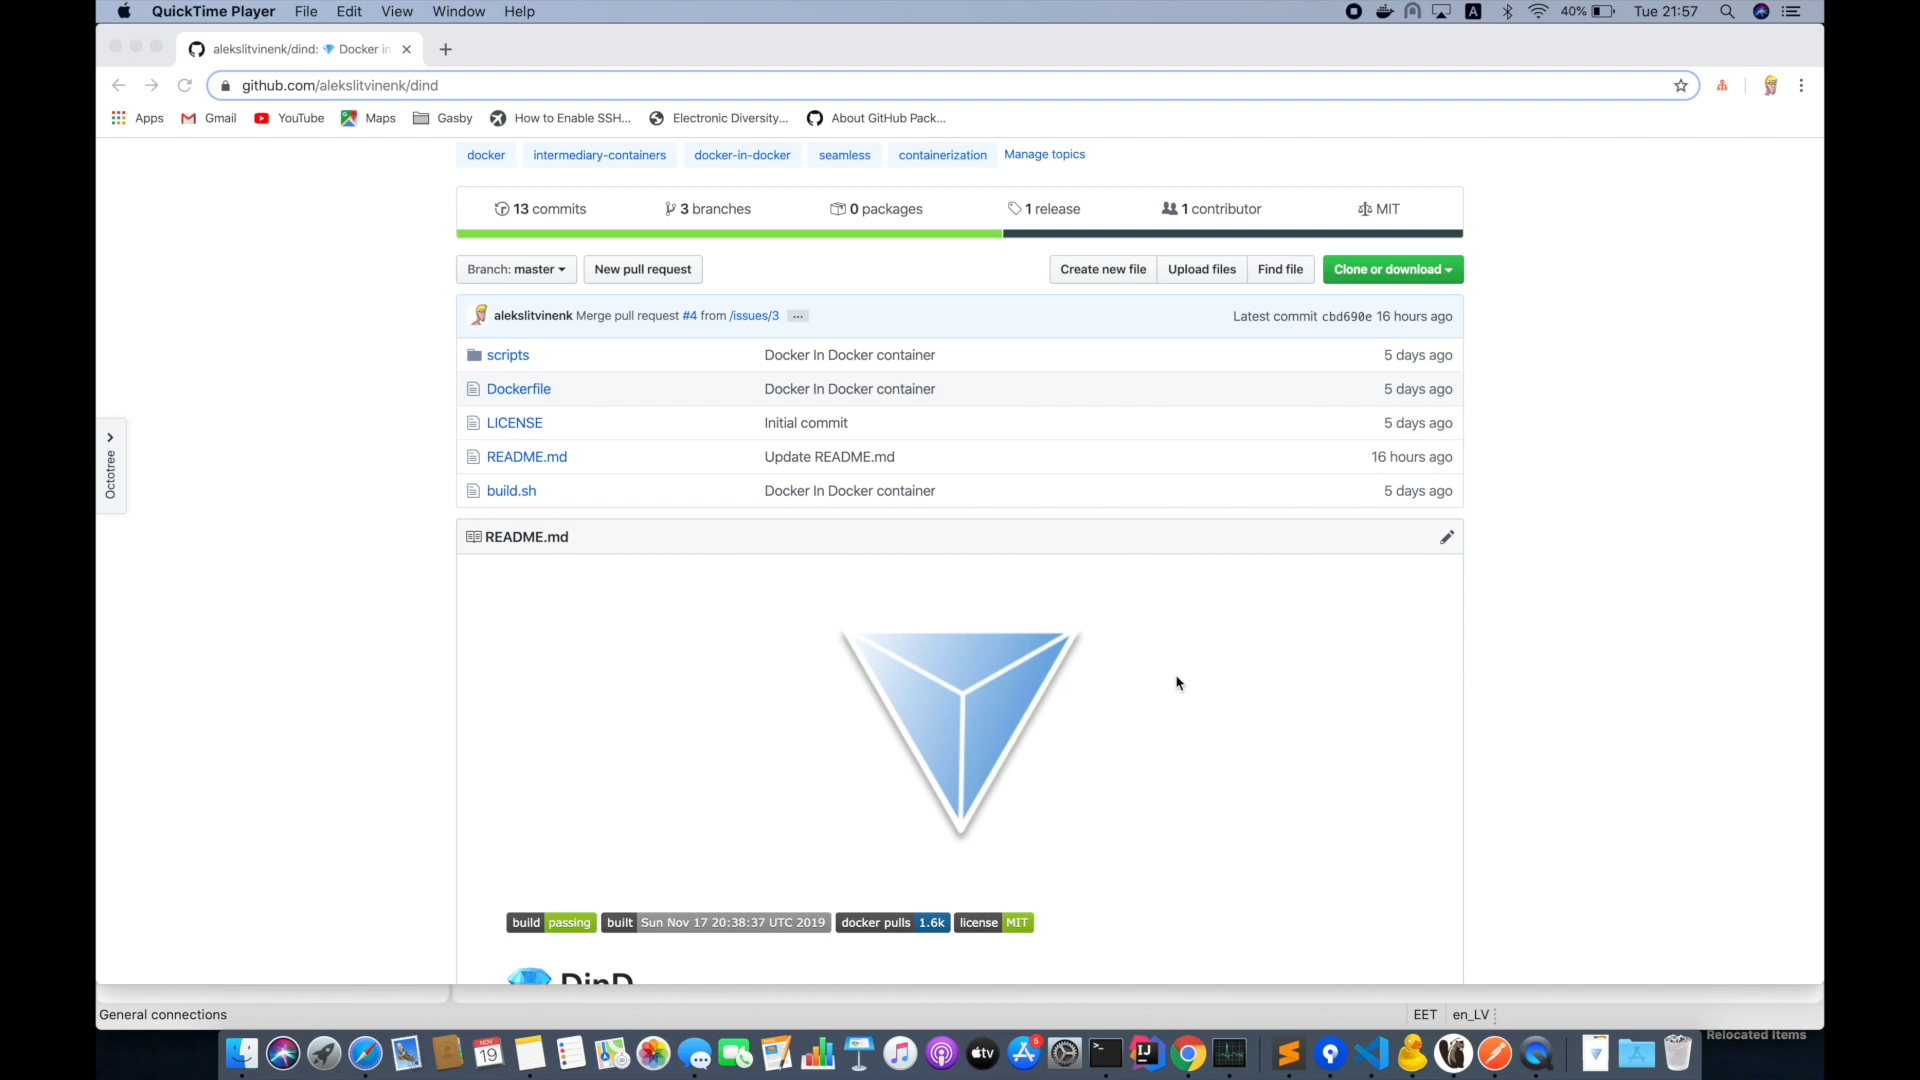 QuickTime Player File Edit View Window Help A 40% Tue 21:57
alekslitvinenk/dind: 💎 Docker in
github.com/alekslitvinenk/dind
Apps Gmail YouTube Maps Gasby How to Enable SSH... Electronic Diversity... About GitHub Pack...
docker intermediary-containers docker-in-docker seamless containerization Manage topics
13 commits 3 branches 0 packages 1 release 1 contributor MIT
Branch: master New pull request Create new file Upload files Find file Clone or download
alekslitvinenk Merge pull request #4 from /issues/3 ... Latest commit cbd690e 16 hours ago
scripts Docker In Docker container 5 days ago
Dockerfile Docker In Docker container 5 days ago
LICENSE Initial commit 5 days ago
README.md Update README.md 16 hours ago
build.sh Docker In Docker container 5 days ago
Octotree
README.md
build passing built Sun Nov 17 20:38:37 UTC 2019 docker pulls 1.6k license MIT
💎 DinD
General connections EET en_LV
Relocated Items
NOV
19
tv
5
IJ